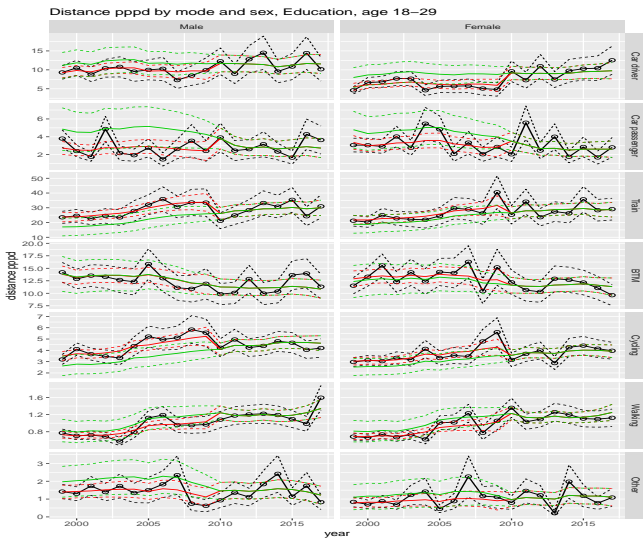 Distance pppd by mode and sex, Education, age 18−29
Male Female
15
10
5
Car driver
6
4
2
Car passenger
50
40
30
20
10
Train
distance pppd
20.0
17.5
15.0
12.5
10.0
7.5
BTM
7
6
5
4
3
2
Cycling
1.6
1.2
0.8
Walking
3
2
1
0
Other
2000 2005 2010 2015 2000 2005 2010 2015
year